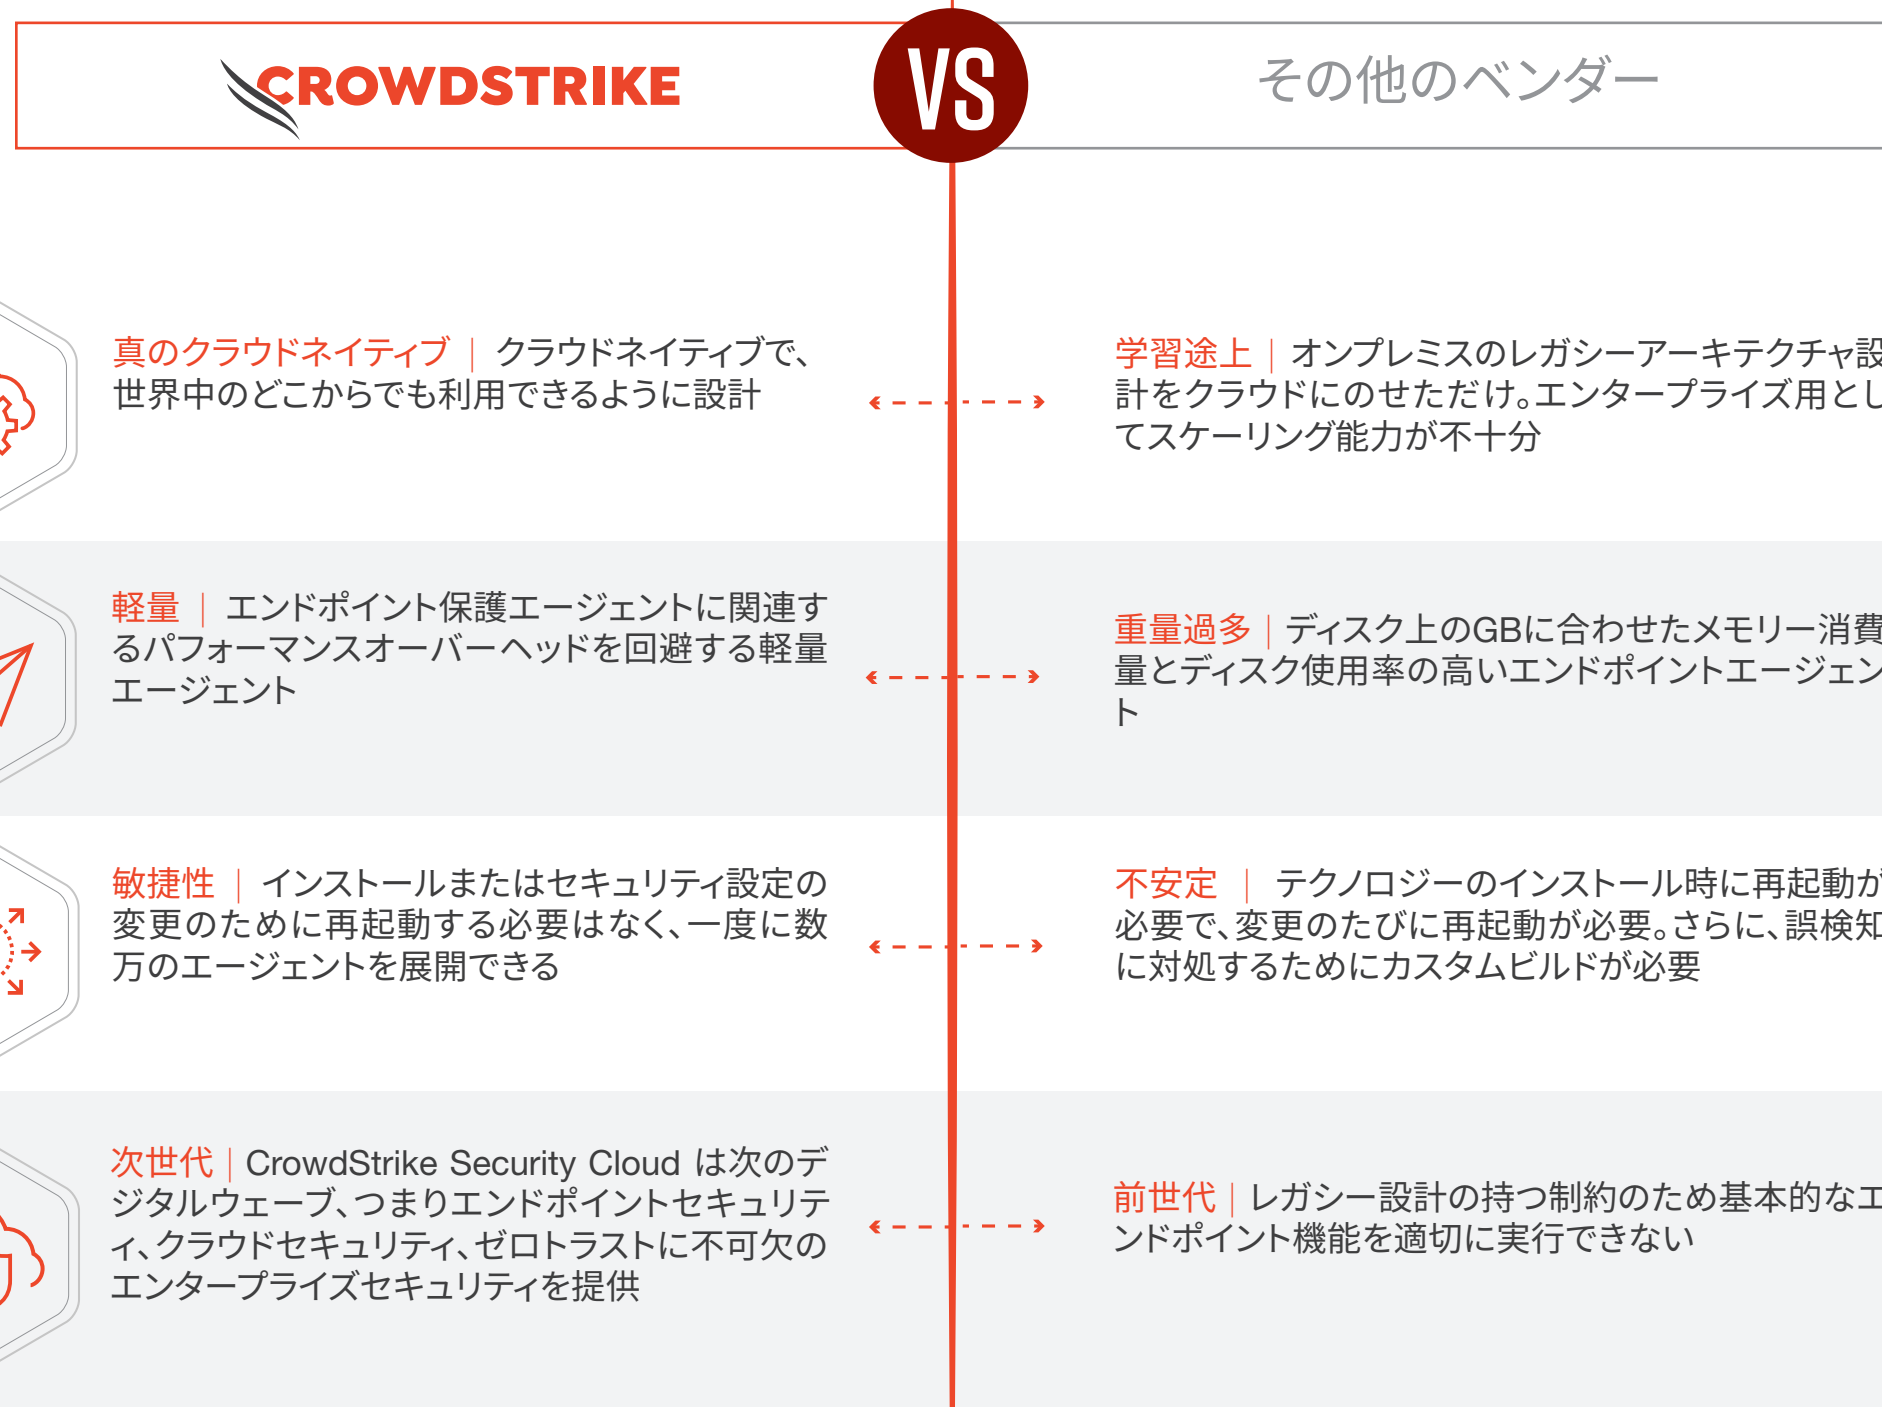 CROWDSTRIKE
VS
その他のベンダー
真のクラウドネイティブ | クラウドネイティブで、
世界中のどこからでも利用できるように設計
学習途上 | オンプレミスのレガシーアーキテクチャ設
計をクラウドにのせただけ。エンタープライズ用とし
てスケーリング能力が不十分
軽量 | エンドポイント保護エージェントに関連す
るパフォーマンスオーバーヘッドを回避する軽量
エージェント
重量過多 | ディスク上のGBに合わせたメモリー消費
量とディスク使用率の高いエンドポイントエージェン
ト
敏捷性 | インストールまたはセキュリティ設定の
変更のために再起動する必要はなく、一度に数
万のエージェントを展開できる
不安定 | テクノロジーのインストール時に再起動が
必要で、変更のたびに再起動が必要。さらに、誤検知
に対処するためにカスタムビルドが必要
次世代 | CrowdStrike Security Cloud は次のデ
ジタルウェーブ、つまりエンドポイントセキュリテ
ィ、クラウドセキュリティ、ゼロトラストに不可欠の
エンタープライズセキュリティを提供
前世代 | レガシー設計の持つ制約のため基本的なエ
ンドポイント機能を適切に実行できない